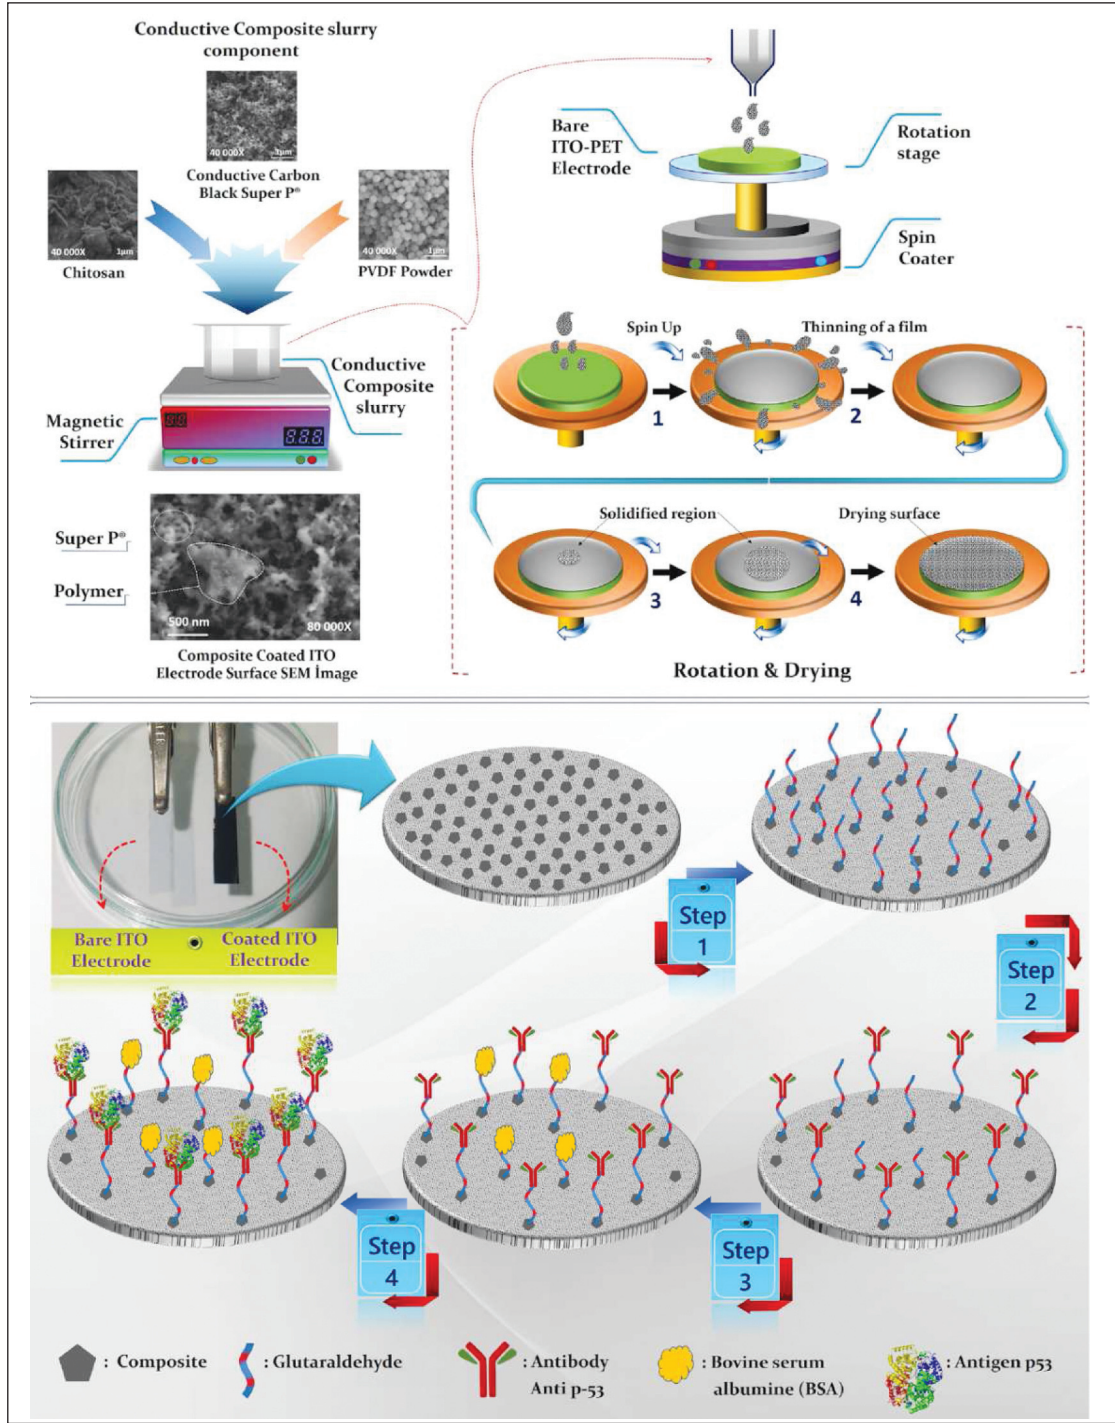 Conductive Composite slurry
component
40 000X 1µm
Conductive Carbon
Black Super P®
40 000X 1µm
Chitosan
40 000X 1µm
PVDF Powder
Conductive
Composite
slurry
Magnetic
Stirrer
Bare
ITO-PET
Electrode
Rotation
stage
Spin
Coater
Spin Up
Thinning of a film
1
2
Solidified region
Drying surface
3
4
Rotation & Drying
Super P®
Polymer
500 nm 80 000X
Composite Coated ITO
Electrode Surface SEM İmage
Bare ITO
Electrode
Coated ITO
Electrode
Step
1
Step
2
Step
3
Step
4
: Composite
: Glutaraldehyde
: Antibody
Anti p-53
: Bovine serum
albumine (BSA)
: Antigen p53